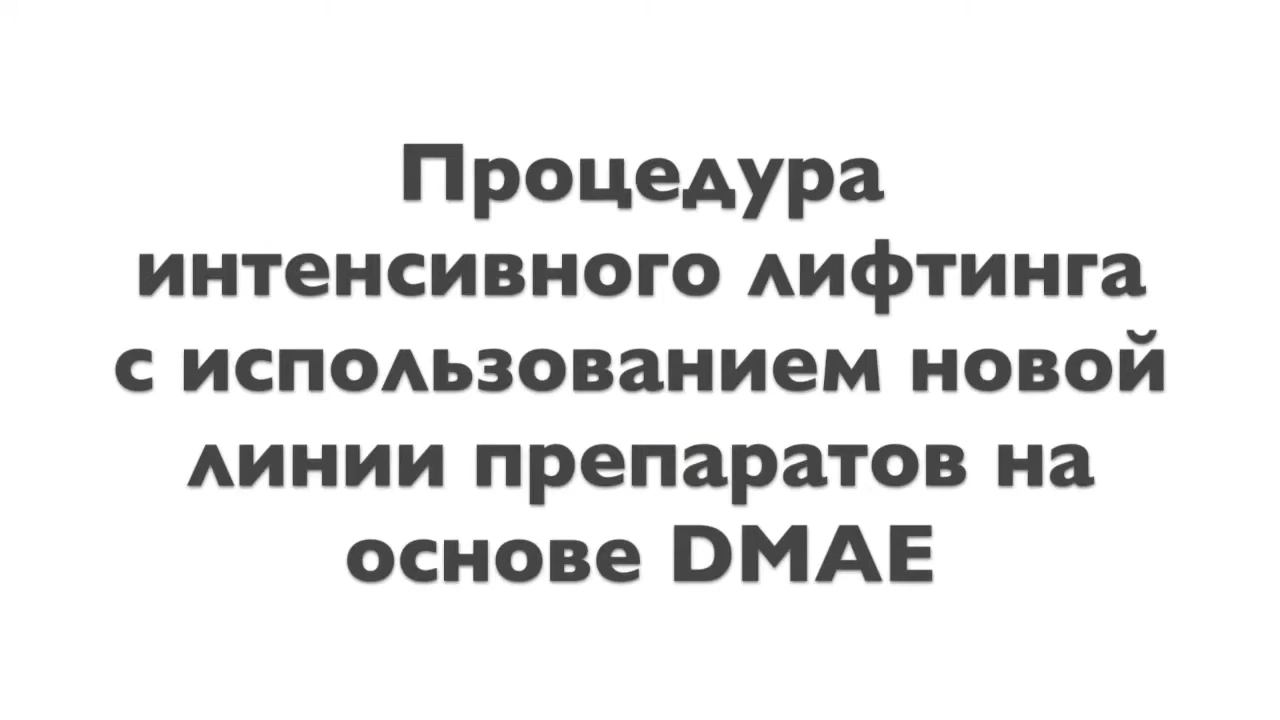 Процедура
интенсивного лифтинга
с использованием новой
линии препаратов на
основе DMAE